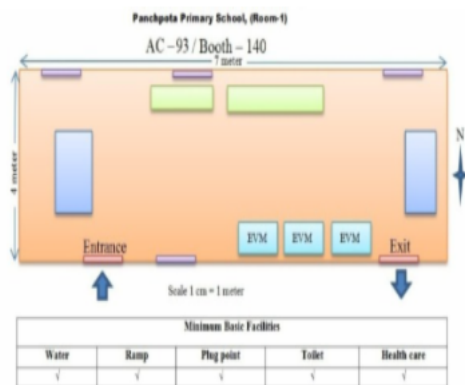 Panchpota Primary School, (Room-1)
AC – 93 / Booth – 140
7 meter
4 meter
N
EVM EVM EVM
Entrance
Exit
Scale 1 cm = 1 meter
Minimum Basic Facilities
Water Ramp Plug point Toilet Health care
√ √ √ √ √